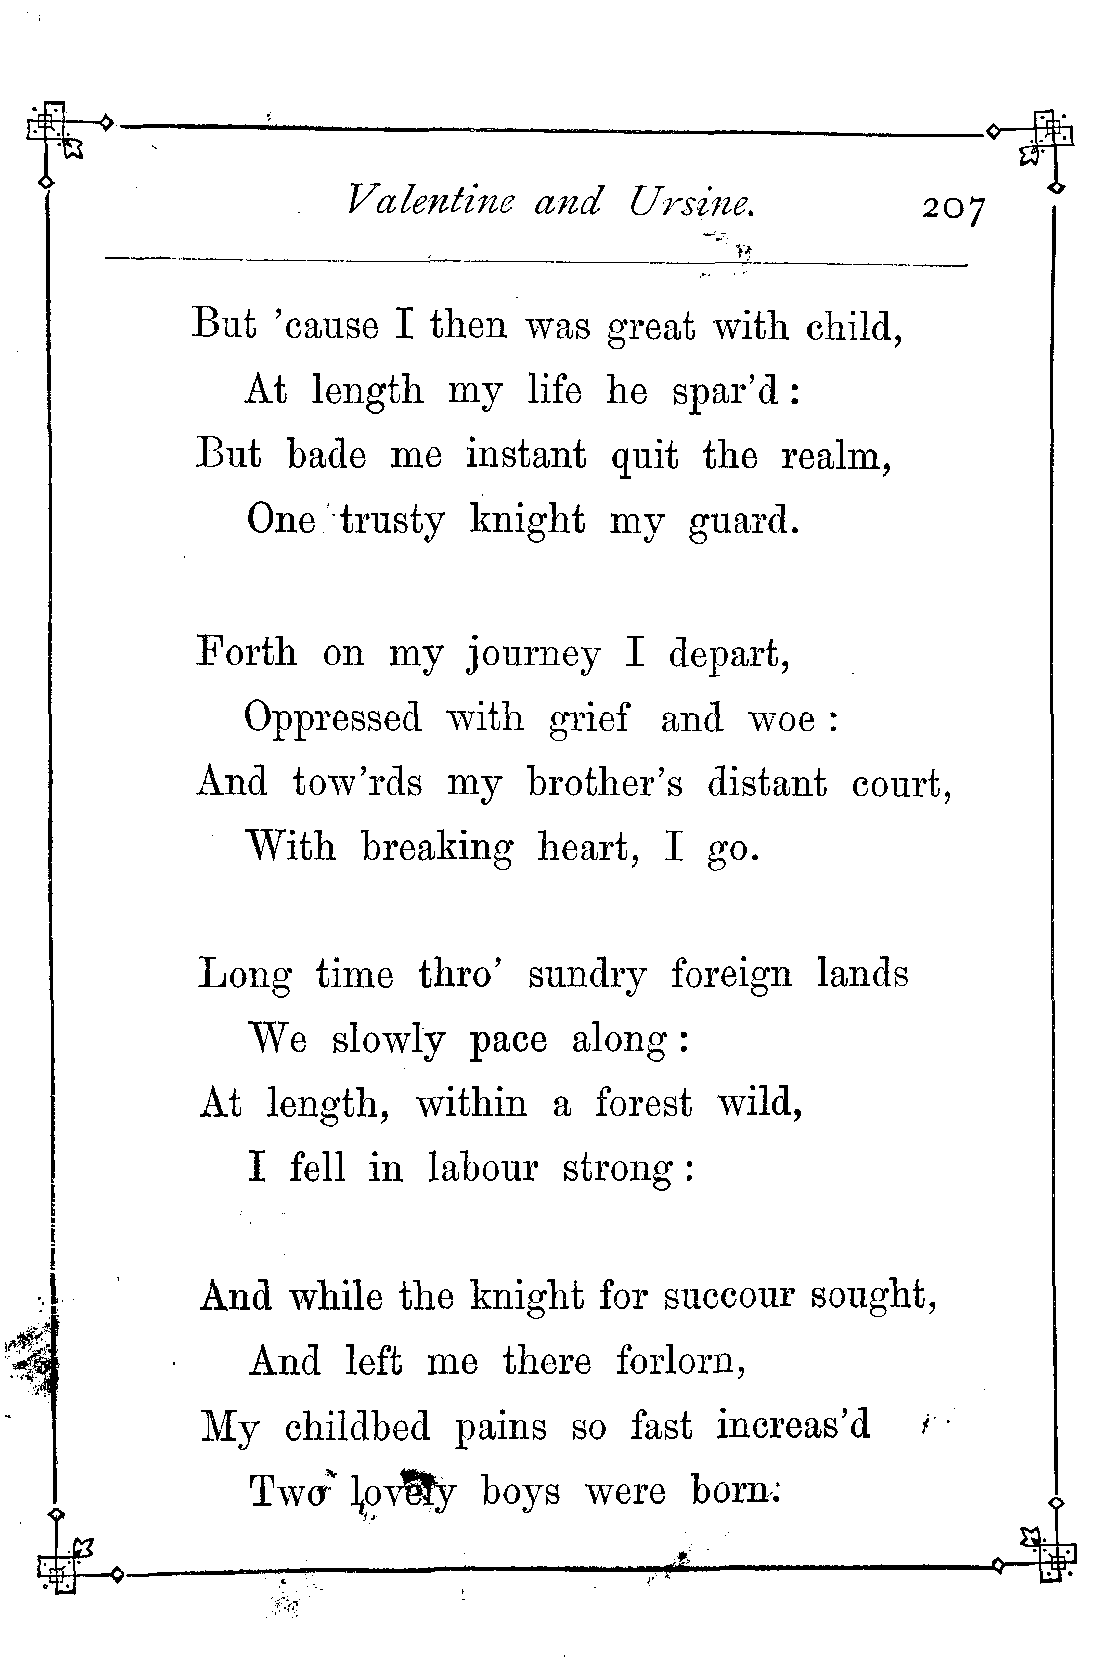 Valentine and Ursine. 207
But ’cause I then was great with child,
At length my life he spar’d :
But bade me instant quit the realm,
One trusty knight my guard.
Forth on my journey I depart,
Oppressed with grief and woe :
And tow’rds my brother’s distant court,
With breaking heart, I go.
Long time thro’ sundry foreign lands
We slowly pace along :
At length, within a forest wild,
I fell in labour strong :
And while the knight for succour sought,
And left me there forlorn,
My childbed pains so fast increas’d
Two lovely boys were born.